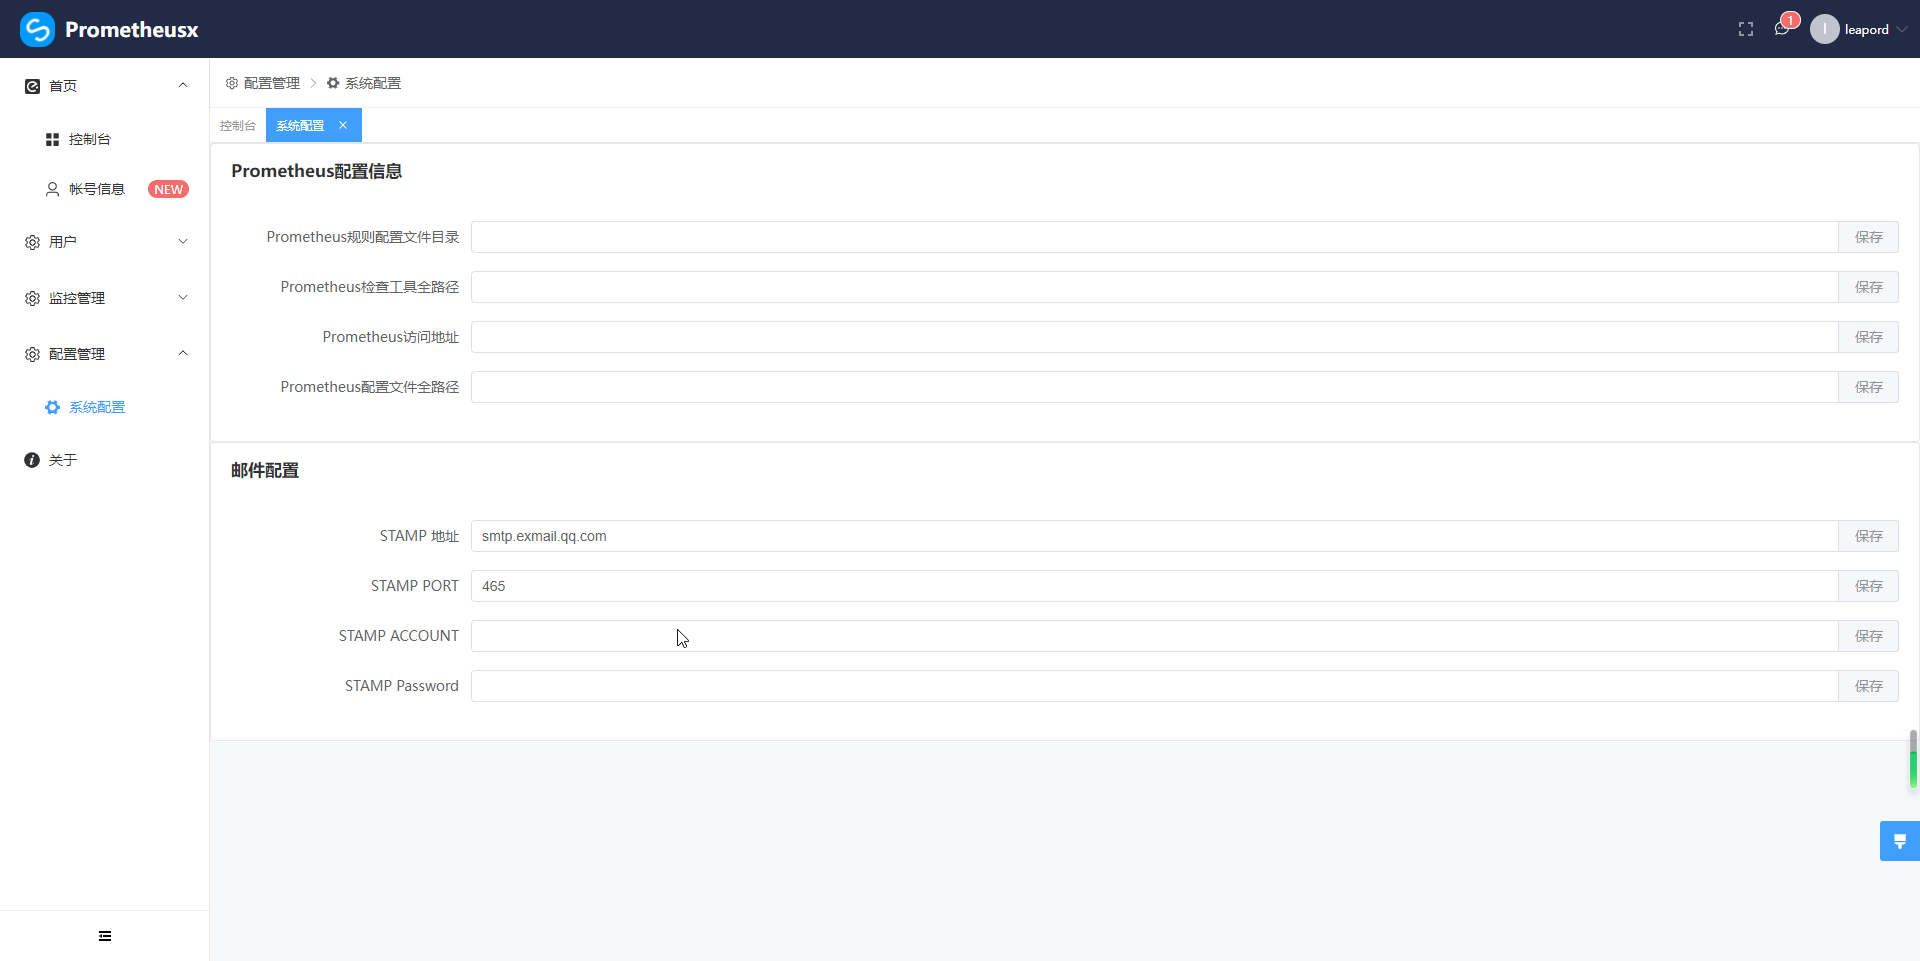 Prometheusx
1
l
leapord
首页
控制台
帐号信息 NEW
用户
监控管理
配置管理
系统配置
关于
配置管理 系统配置
控制台 系统配置
Prometheus配置信息
Prometheus规则配置文件目录 保存
Prometheus检查工具全路径 保存
Prometheus访问地址 保存
Prometheus配置文件全路径 保存
邮件配置
STAMP 地址 smtp.exmail.qq.com 保存
STAMP PORT 465 保存
STAMP ACCOUNT 保存
STAMP Password 保存